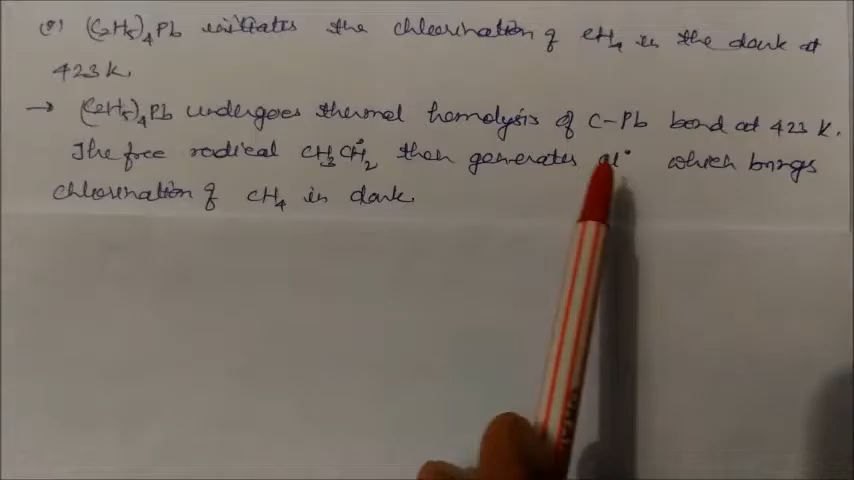 (e) (C2H5)4Pb initiates the chlorination of CH4 in the dark at
423 K.
→ (C2H5)4Pb undergoes thermal homolysis of C-Pb bond at 423 K.
The free radical CH3CH2• then generates Cl• which brings
chlorination of CH4 in dark.